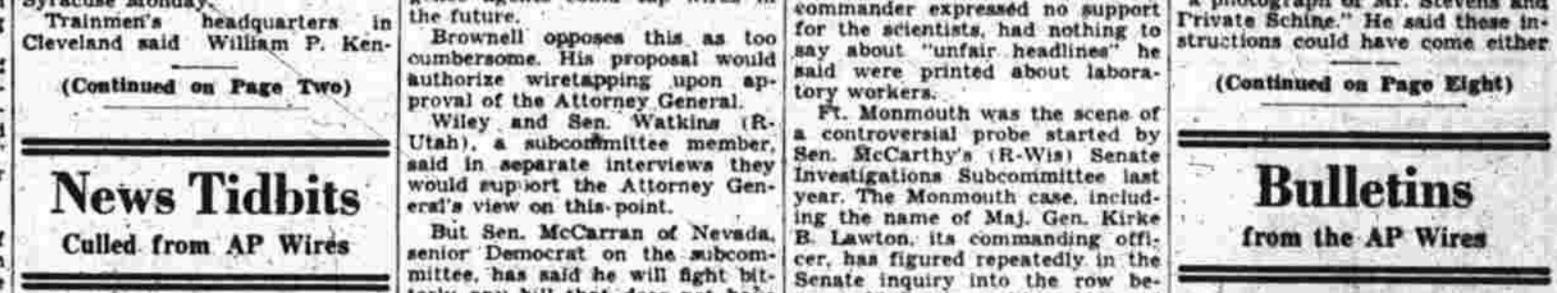 Syracuse Monday.
Trainmen's headquarters in
Cleveland said William P. Ken-
(Continued on Page Two)
News Tidbits
Culled from AP Wires
the future.
Brownell opposes this as too
cumbersome. His proposal would
authorize wiretapping upon ap-
proval of the Attorney General.
Wiley and Sen. Watkins (R-
Utah), a subcommittee member,
said in separate interviews they
would support the Attorney Gen-
eral's view on this point.
But Sen. McCarran of Nevada,
senior Democrat on the subcom-
mittee, has said he will fight bit-
commander expressed no support
for the scientists, had nothing to
say about "unfair headlines" he
said were printed about labora-
tory workers.
Ft. Monmouth was the scene of
a controversial probe started by
Sen. McCarthy's (R-Wis) Senate
Investigations Subcommittee last
year. The Monmouth case, includ-
ing the name of Maj. Gen. Kirke
B. Lawton, its commanding offi-
cer, has figured repeatedly in the
Senate inquiry into the row be-
a photograph of Mr. Stevens and
Private Schine." He said these in-
structions could have come either
(Continued on Page Eight)
Bulletins
from the AP Wires